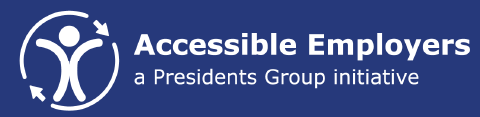 Accessible Employers
a Presidents Group initiative